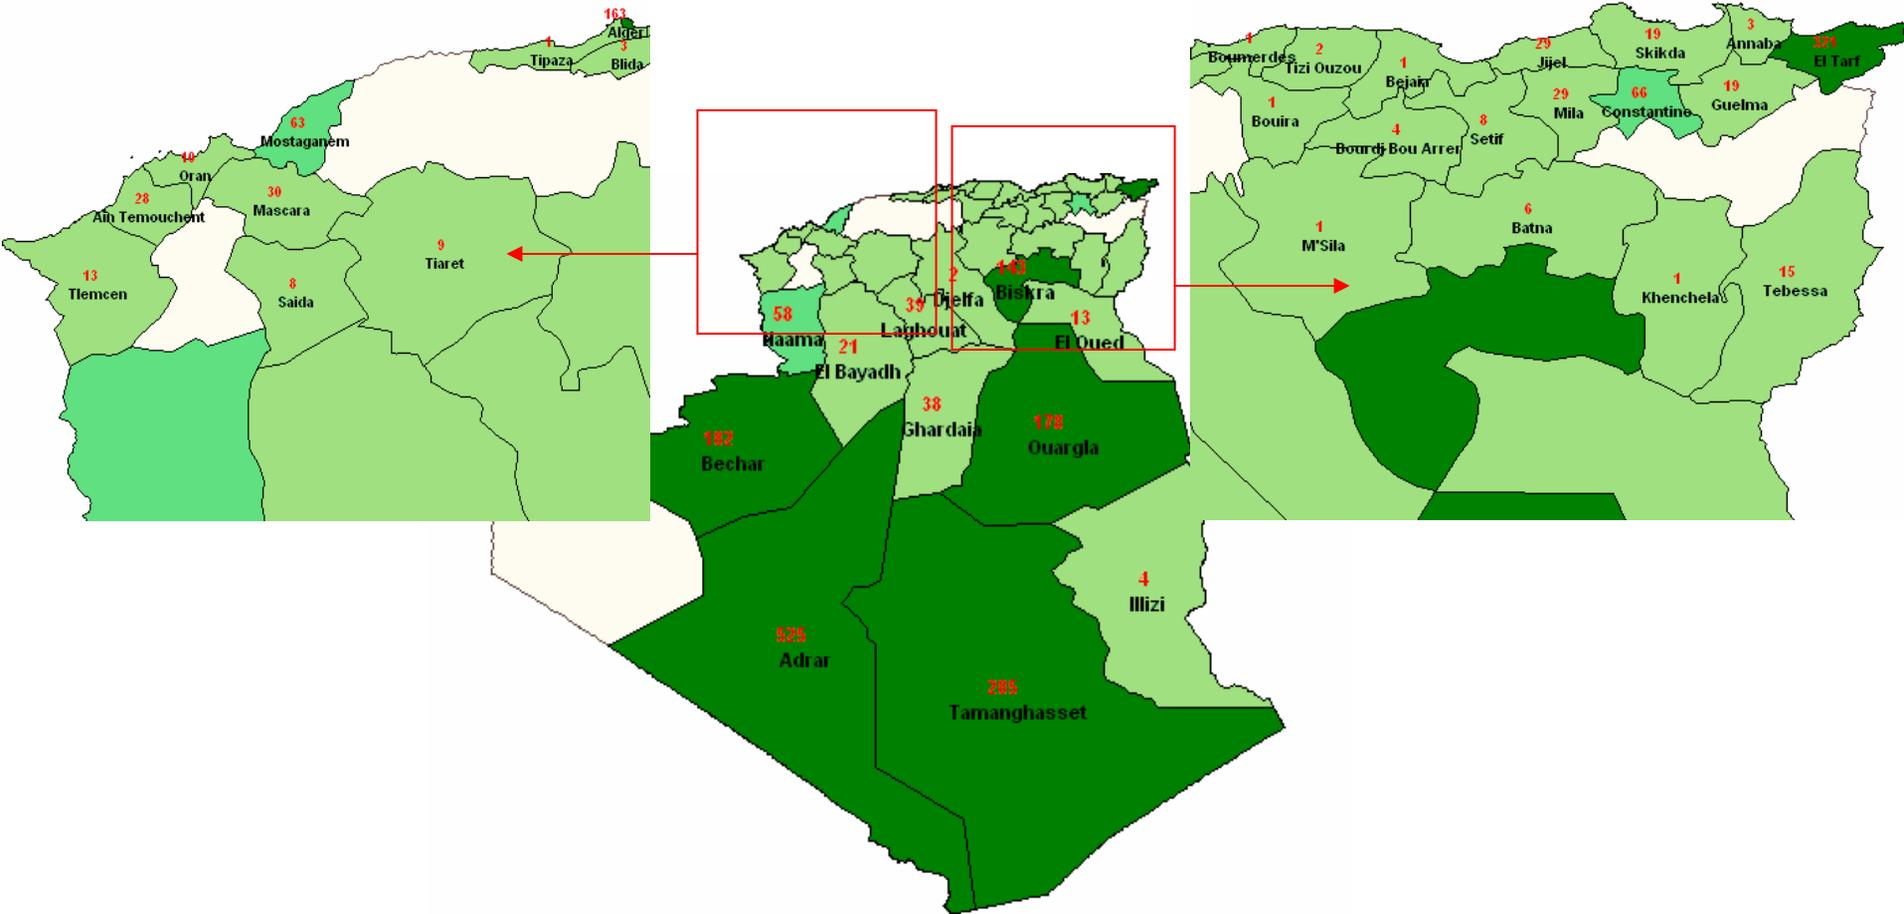 163
Alger
1
Tipaza
3
Blida
63
Mostaganem
10
Oran
28
Ain Temouchent
30
Mascara
9
Tiaret
13
Tlemcen
8
Saida
2
Djelfa
143
Biskra
39
Laghouat
58
Naama
13
El Oued
21
El Bayadh
38
Ghardaia
178
Ouargla
182
Bechar
4
Illizi
525
Adrar
285
Tamanghasset
1
Boumerdes
2
Tizi Ouzou
1
Bejain
29
Jijel
19
Skikda
3
Annaba
321
El Tarf
1
Bouira
4
Bourdj Bou Arrer
8
Setif
29
Mila
66
Constantine
19
Guelma
1
M'Sila
6
Batna
1
Khenchela
15
Tebessa